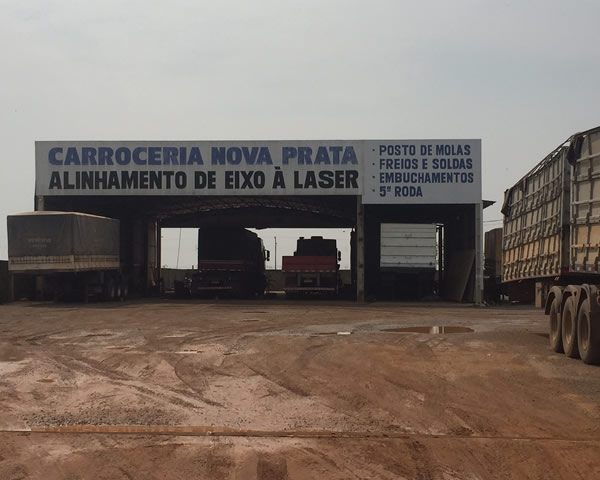 CARROCERIA NOVA PRATA
ALINHAMENTO DE EIXO À LASER
· POSTO DE MOLAS
· FREIOS E SOLDAS
· EMBUCHAMENTOS
· 5ª RODA